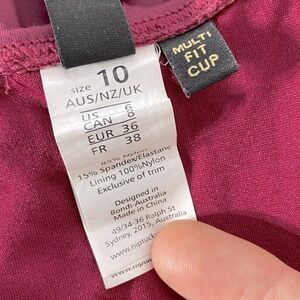 size 10
AUS/NZ/UK
US 6
CAN 8
EUR 36
FR 38
85% Nylon
15% Spandex/Elastane
Lining 100%Nylon
Exclusive of trim
Designed in
Bondi-Australia
Made in China
49/34-36 Ralph St
Sydney, 2015, Australia
MULTI
FIT
CUP